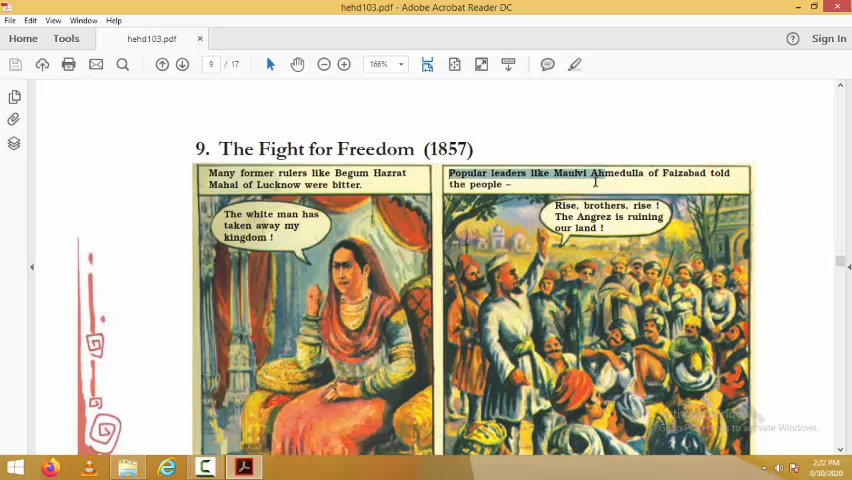 hehd103.pdf - Adobe Acrobat Reader DC
File Edit View Window Help
Home Tools hehd103.pdf × Sign In
9 / 17 166%
9. The Fight for Freedom (1857)
Many former rulers like Begum Hazrat
Mahal of Lucknow were bitter.
The white man has
taken away my
kingdom !
Popular leaders like Maulvi Ahmedulla of Faizabad told
the people –
Rise, brothers, rise !
The Angrez is ruining
our land !
to activate Windows.
2:22 PM
8/30/2020